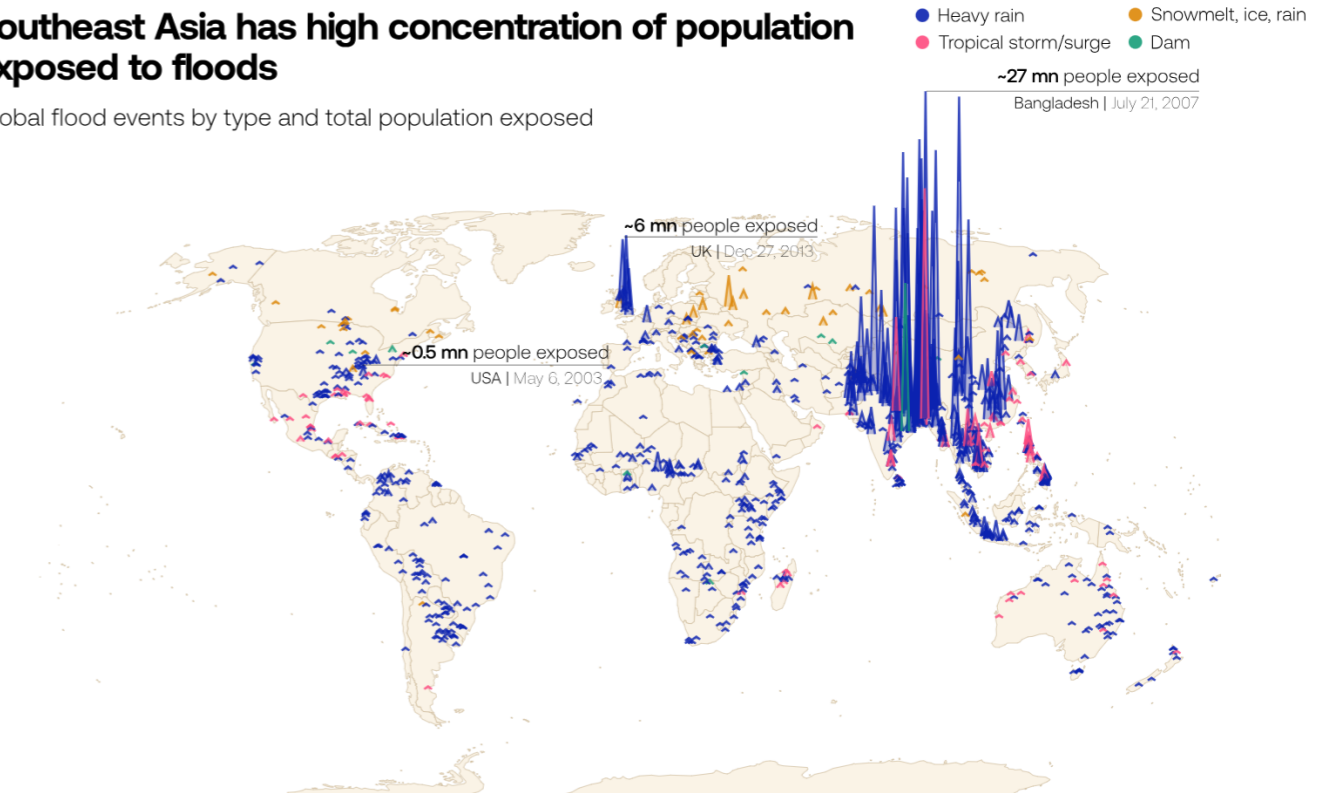 outheast Asia has high concentration of population
xposed to floods
obal flood events by type and total population exposed
Heavy rain
Snowmelt, ice, rain
Tropical storm/surge
Dam
~27 mn people exposed
Bangladesh | July 21, 2007
~6 mn people exposed
UK | Dec 27, 2013
~0.5 mn people exposed
USA | May 6, 2003